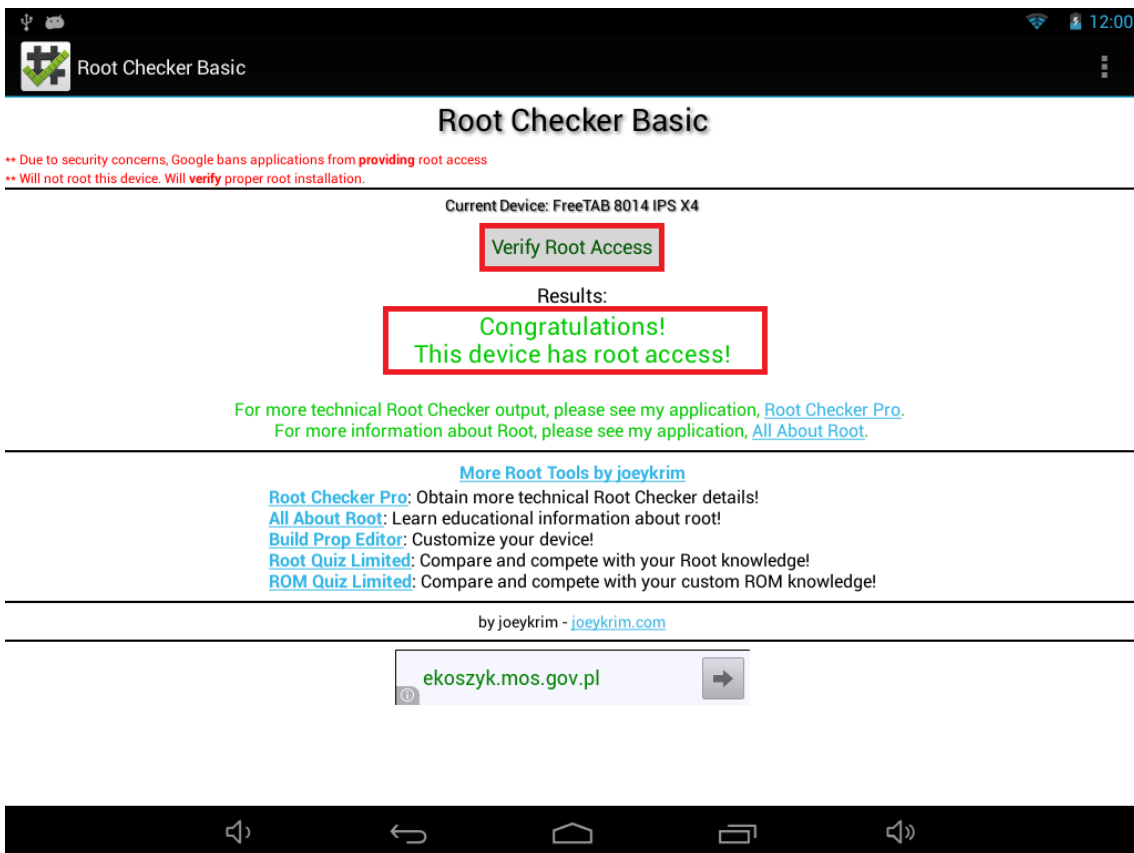 12:00
Root Checker Basic
Root Checker Basic
** Due to security concerns, Google bans applications from providing root access
** Will not root this device. Will verify proper root installation.
Current Device: FreeTAB 8014 IPS X4
Verify Root Access
Results:
Congratulations!
This device has root access!
For more technical Root Checker output, please see my application, Root Checker Pro.
For more information about Root, please see my application, All About Root.
More Root Tools by joeykrim
Root Checker Pro: Obtain more technical Root Checker details!
All About Root: Learn educational information about root!
Build Prop Editor: Customize your device!
Root Quiz Limited: Compare and compete with your Root knowledge!
ROM Quiz Limited: Compare and compete with your custom ROM knowledge!
by joeykrim - joeykrim.com
ekoszyk.mos.gov.pl